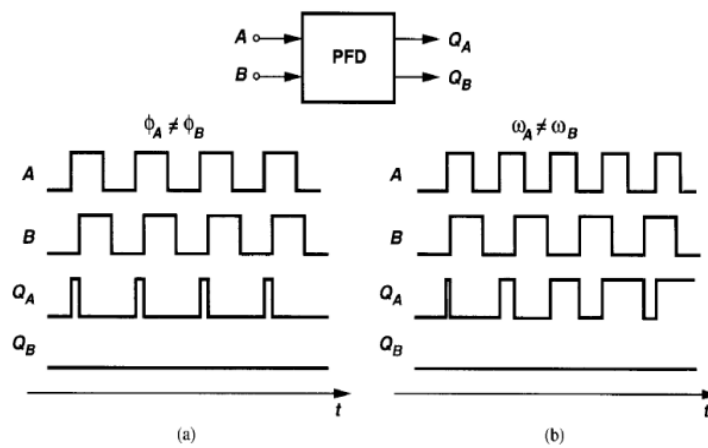 A PFD Q_A
B Q_B
ϕ_A ≠ ϕ_B ω_A ≠ ω_B
A A
B B
Q_A Q_A
Q_B Q_B
t t
(a) (b)